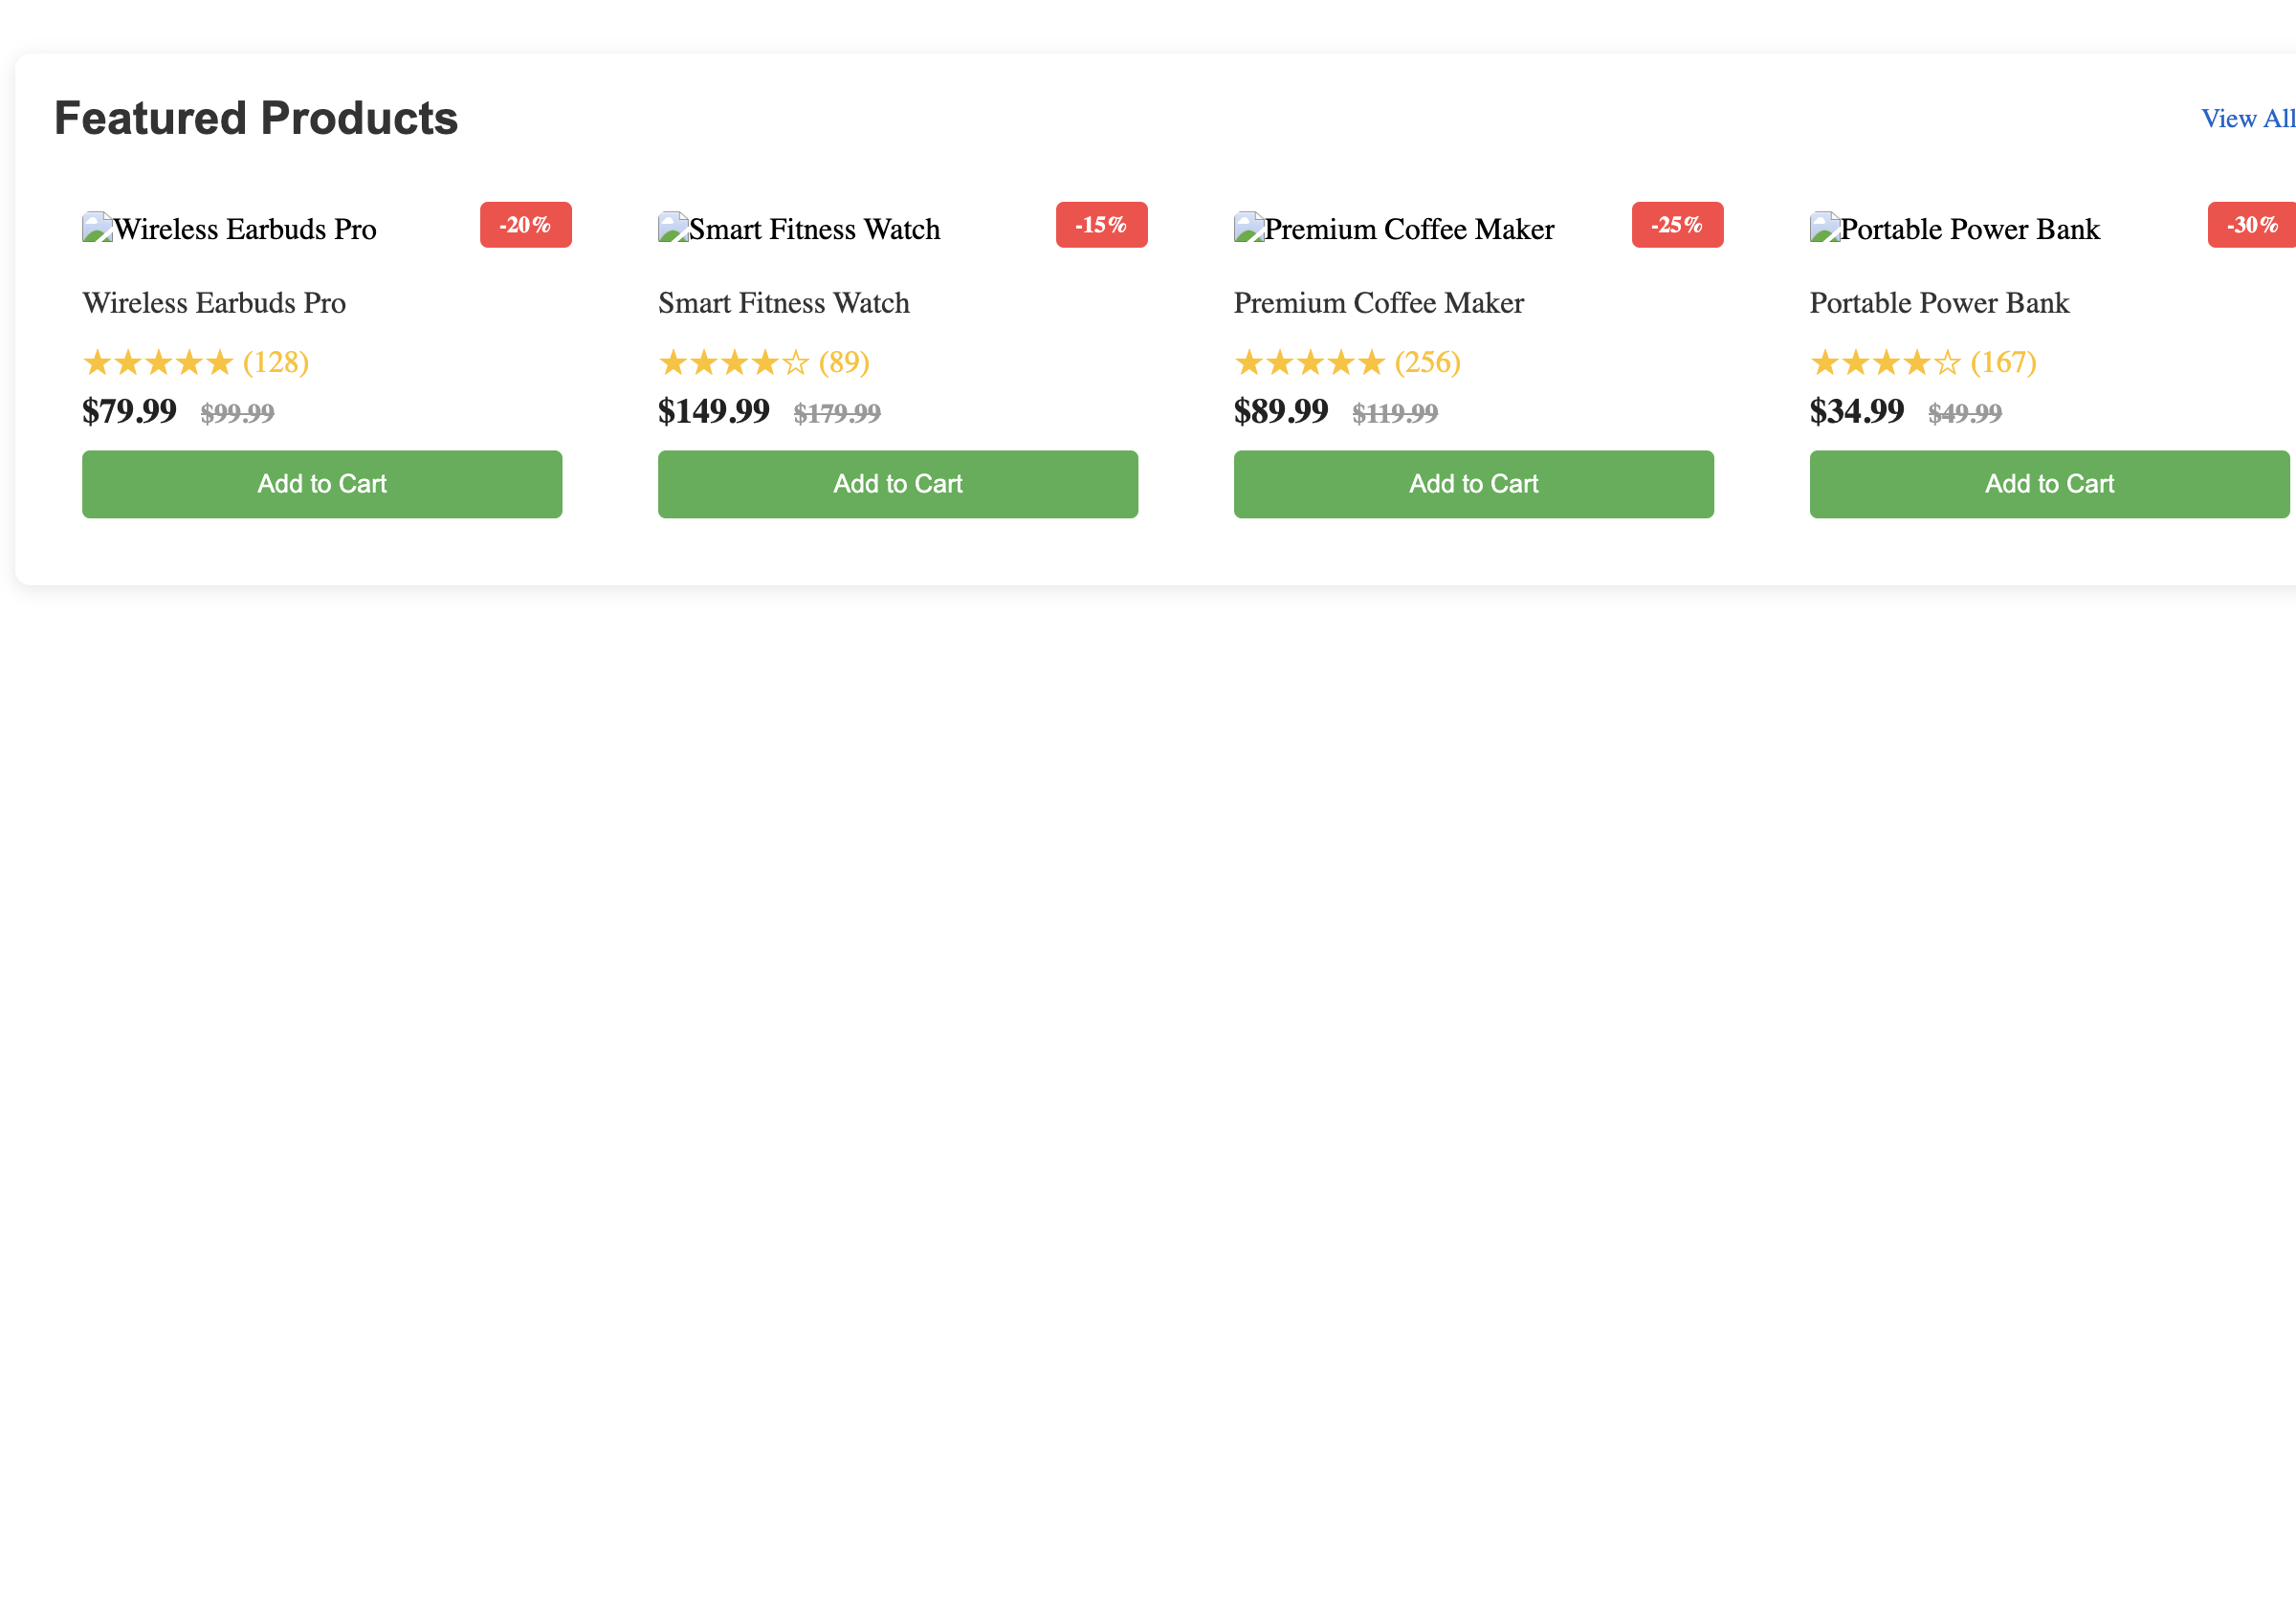 Featured Products
View All
Wireless Earbuds Pro
-20%
Wireless Earbuds Pro
★★★★★ (128)
$79.99 $99.99
Add to Cart
Smart Fitness Watch
-15%
Smart Fitness Watch
★★★★☆ (89)
$149.99 $179.99
Add to Cart
Premium Coffee Maker
-25%
Premium Coffee Maker
★★★★★ (256)
$89.99 $119.99
Add to Cart
Portable Power Bank
-30%
Portable Power Bank
★★★★☆ (167)
$34.99 $49.99
Add to Cart